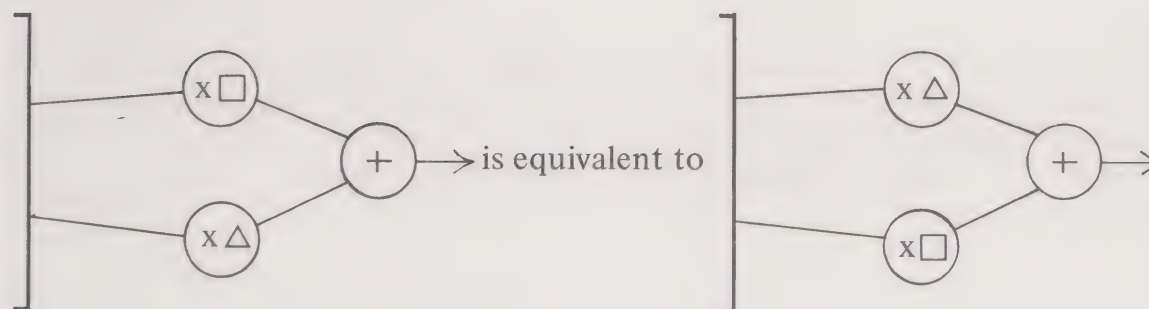 x □
x △
+
is equivalent to
x △
x □
+